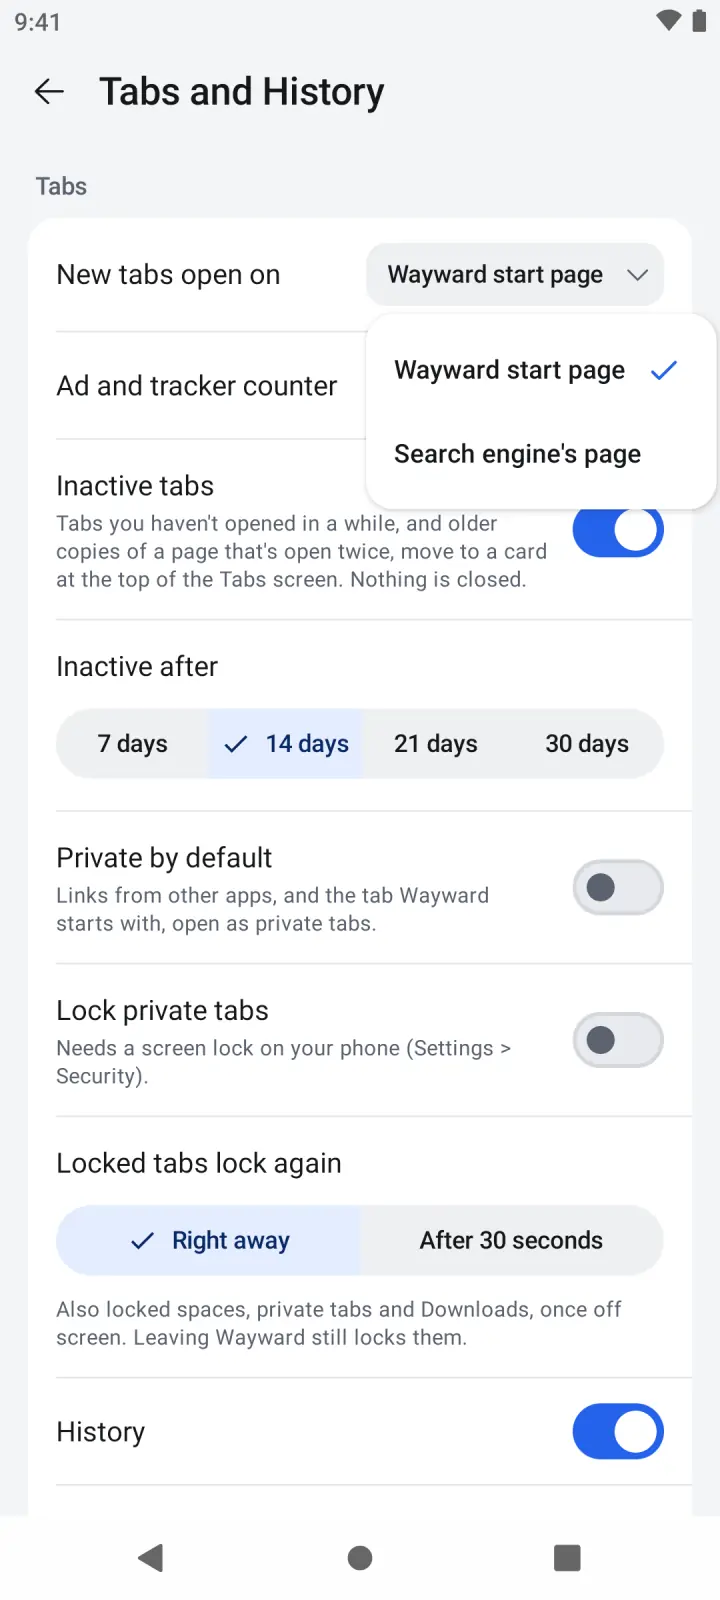 9:41
Tabs and History
Tabs
New tabs open on
Wayward start page
Wayward start page
Search engine's page
Ad and tracker counter
Inactive tabs
Tabs you haven't opened in a while, and older
copies of a page that's open twice, move to a card
at the top of the Tabs screen. Nothing is closed.
Inactive after
7 days
14 days
21 days
30 days
Private by default
Links from other apps, and the tab Wayward
starts with, open as private tabs.
Lock private tabs
Needs a screen lock on your phone (Settings >
Security).
Locked tabs lock again
Right away
After 30 seconds
Also locked spaces, private tabs and Downloads, once off
screen. Leaving Wayward still locks them.
History